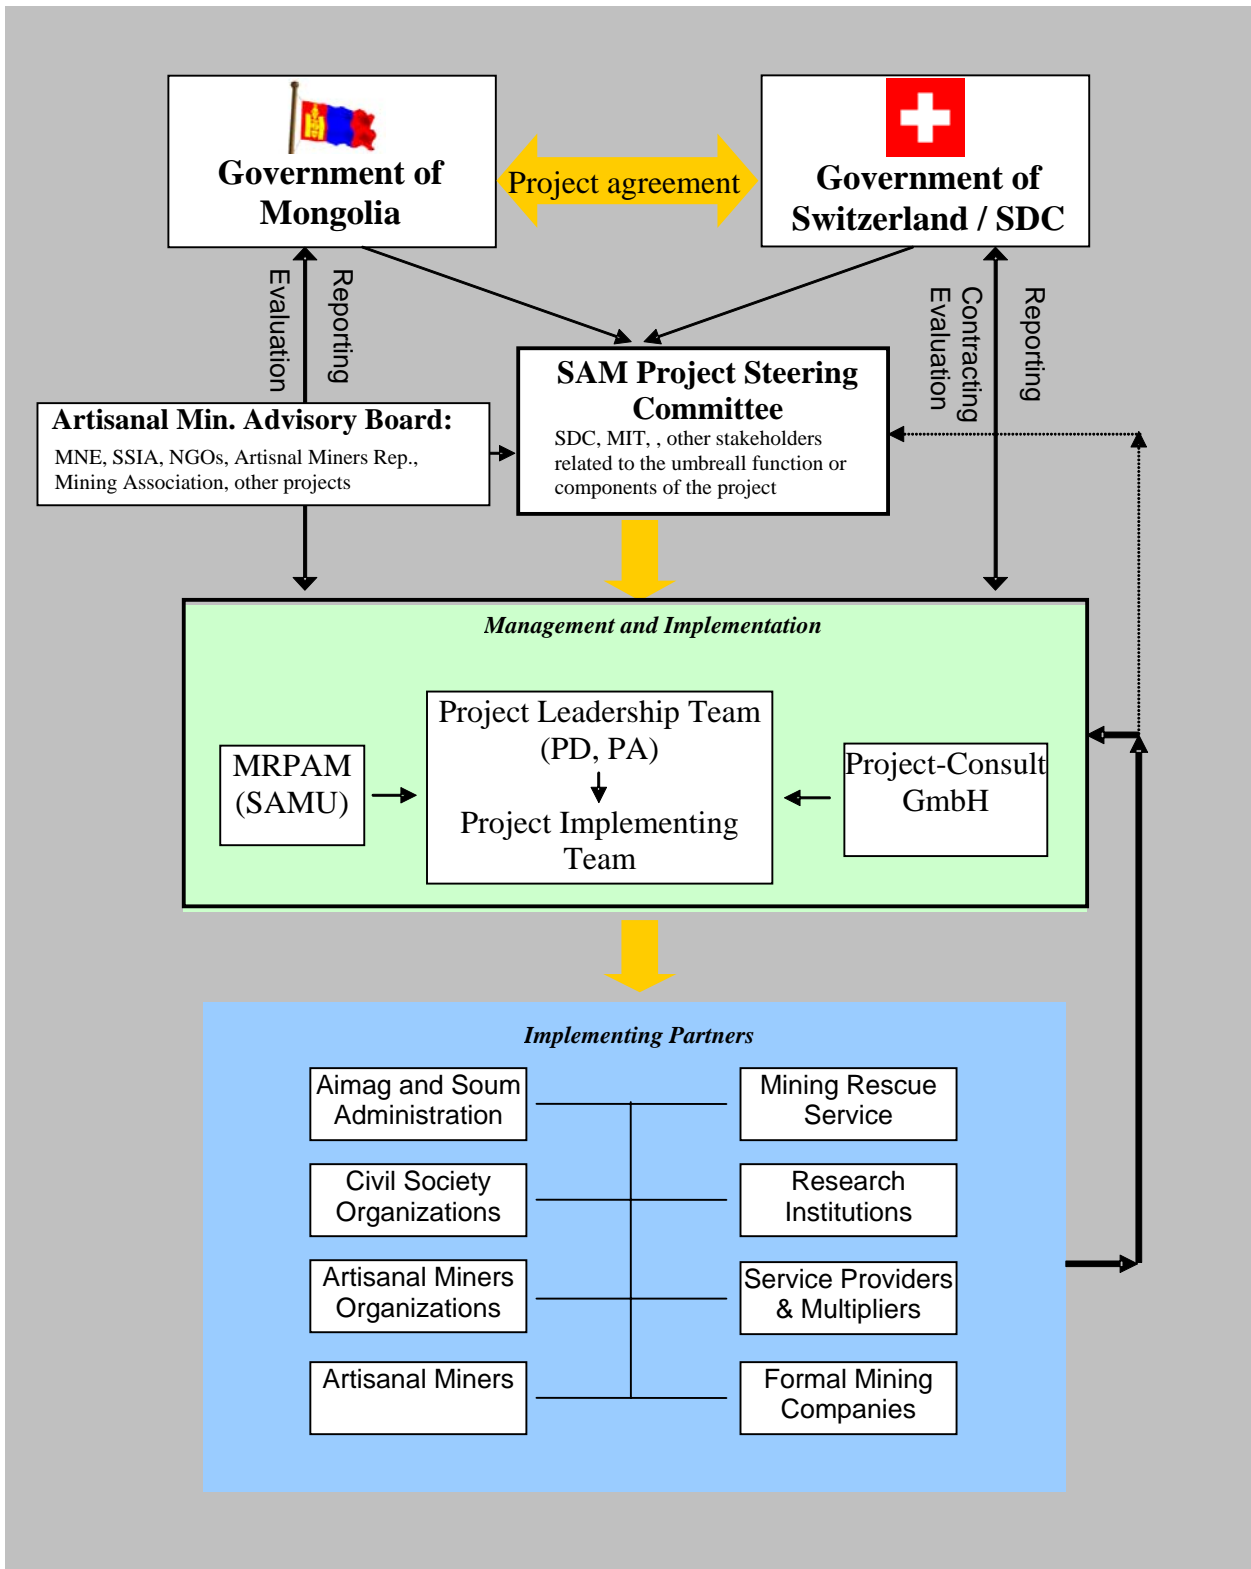 Government of
Mongolia
Project agreement
Government of
Switzerland / SDC
Reporting
Evaluation
Reporting
Contracting
Evaluation
SAM Project Steering
Committee
SDC, MIT, , other stakeholders
related to the umbreall function or
components of the project
Artisanal Min. Advisory Board:
MNE, SSIA, NGOs, Artisnal Miners Rep.,
Mining Association, other projects
Management and Implementation
MRPAM
(SAMU)
Project Leadership Team
(PD, PA)
Project Implementing
Team
Project-Consult
GmbH
Implementing Partners
Aimag and Soum
Administration
Mining Rescue
Service
Civil Society
Organizations
Research
Institutions
Artisanal Miners
Organizations
Service Providers
& Multipliers
Artisanal Miners
Formal Mining
Companies